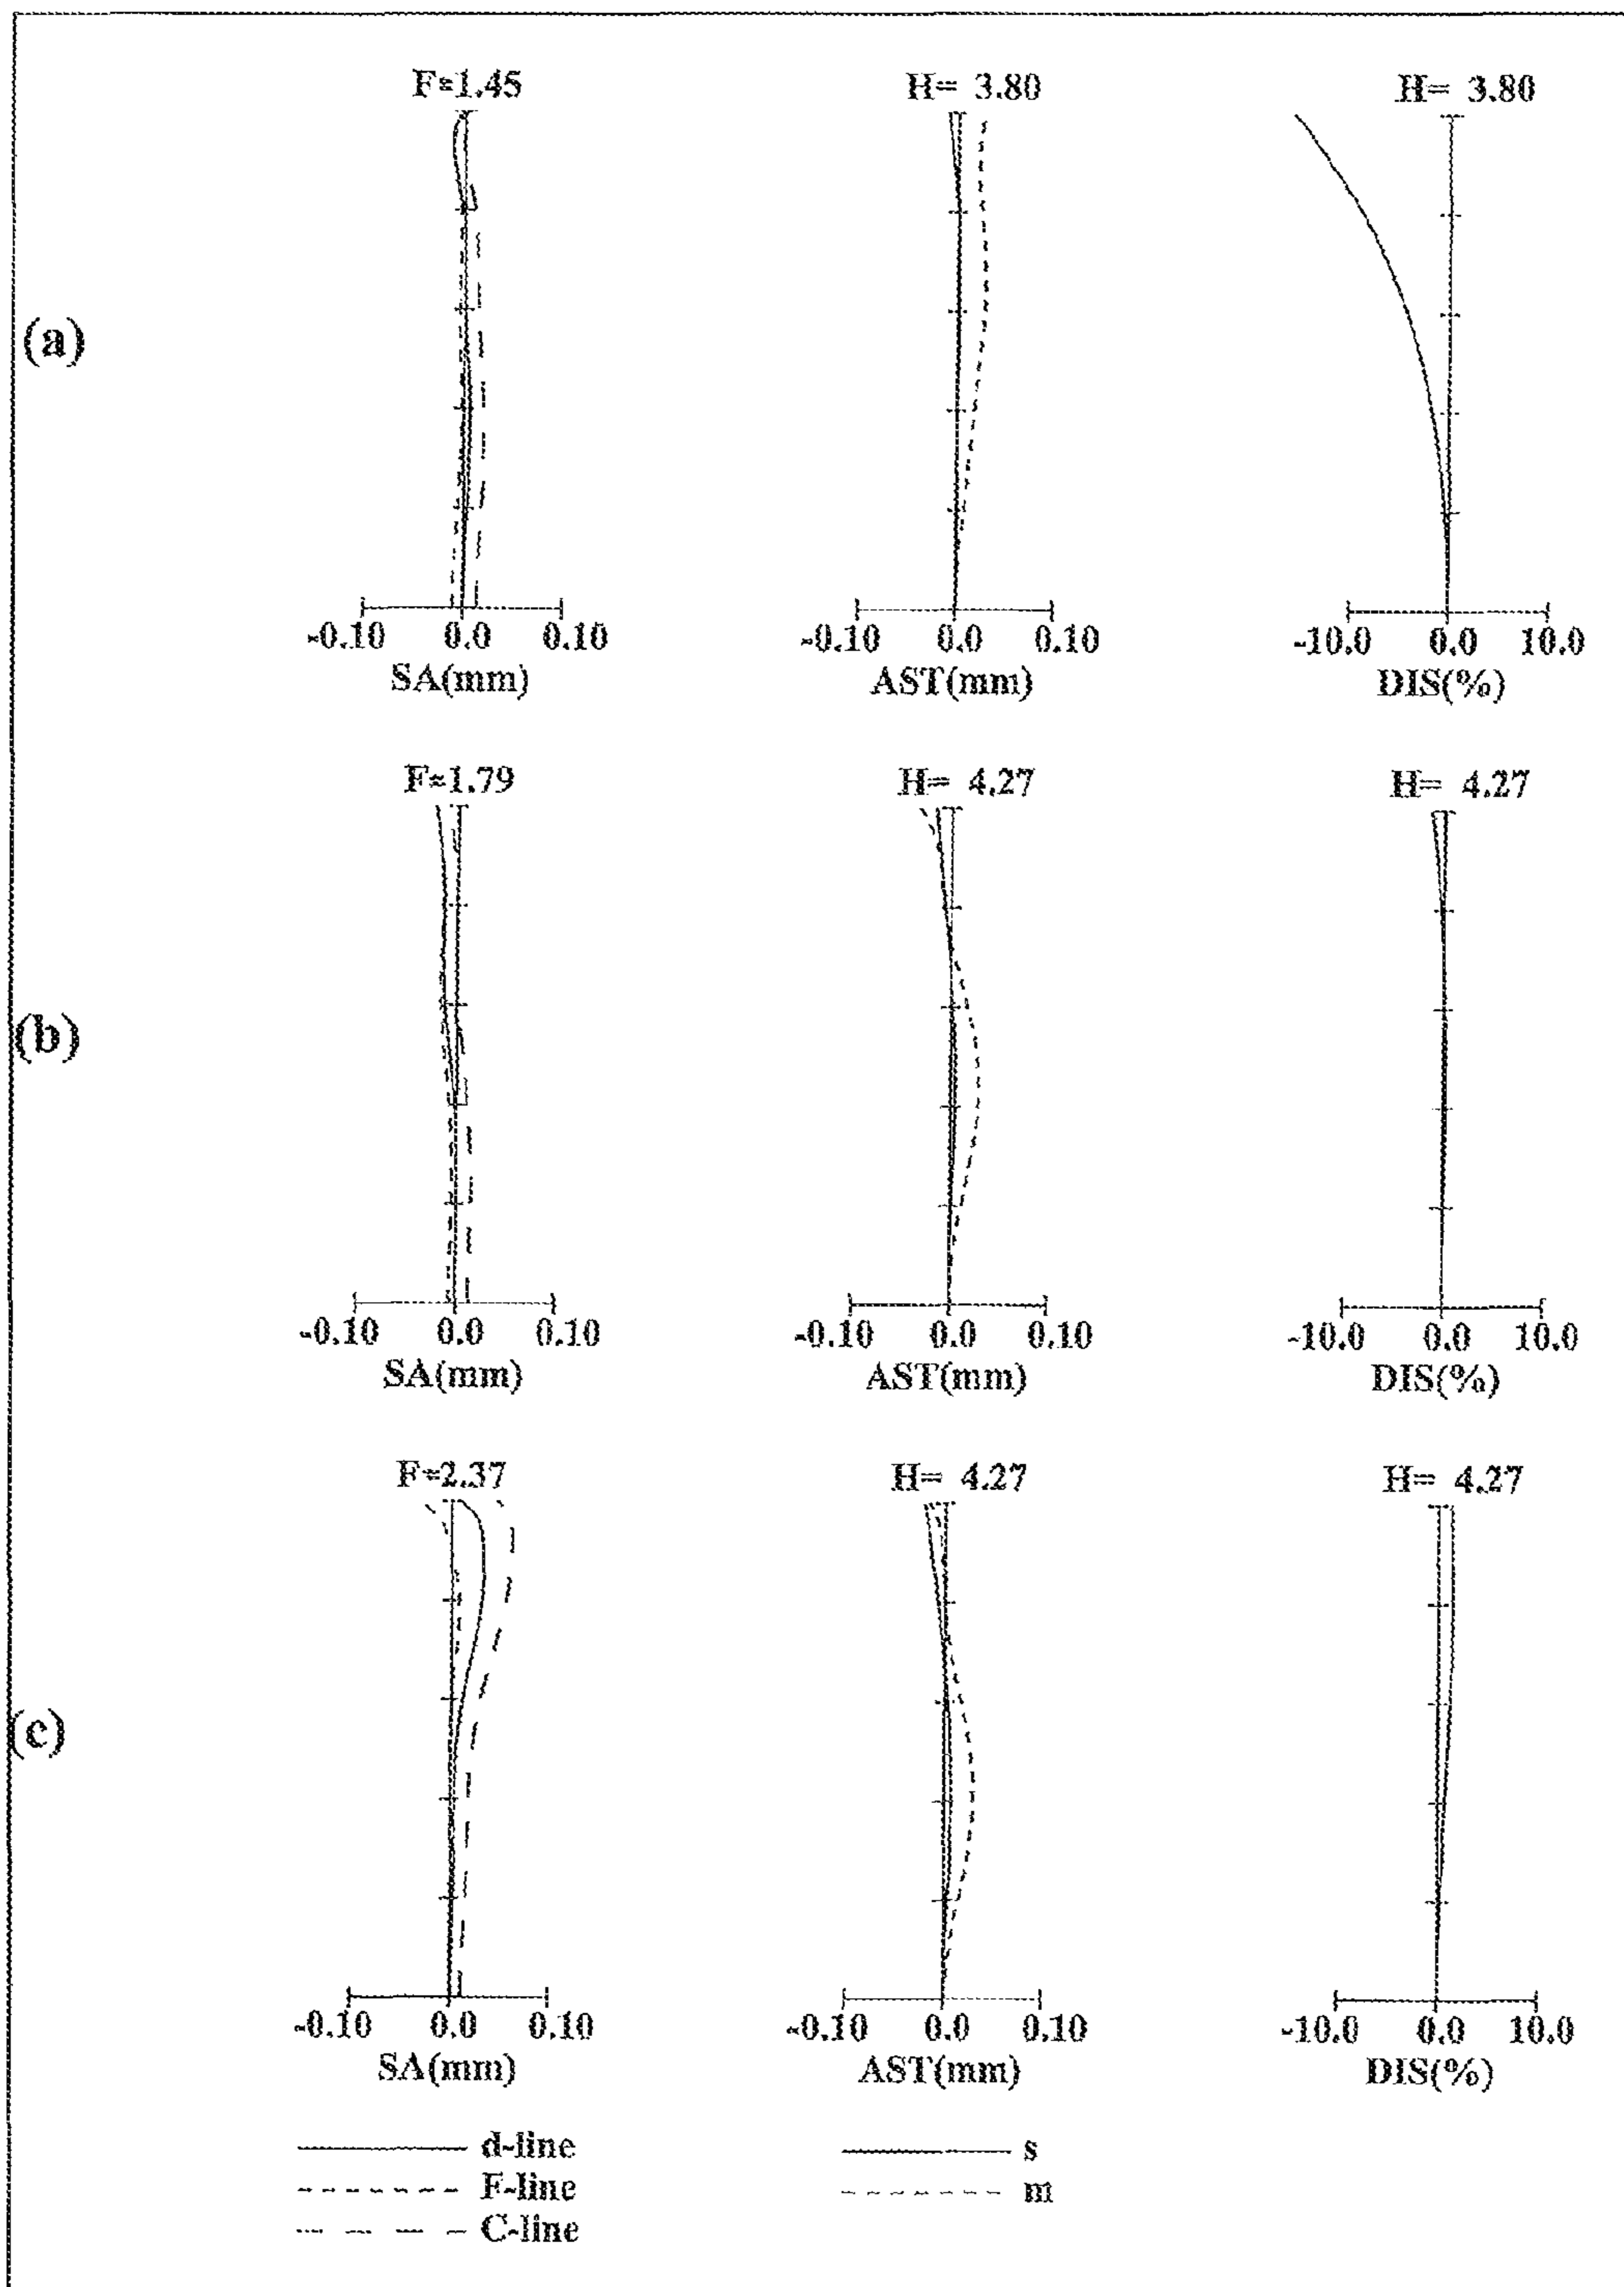 F=1.45 H= 3.80 H= 3.80
(a)
-0.10 0.0 0.10 -0.10 0.0 0.10 -10.0 0.0 10.0
SA(mm) AST(mm) DIS(%)
F=1.79 H= 4.27 H= 4.27
(b)
-0.10 0.0 0.10 -0.10 0.0 0.10 -10.0 0.0 10.0
SA(mm) AST(mm) DIS(%)
F=2.37 H= 4.27 H= 4.27
(c)
-0.10 0.0 0.10 -0.10 0.0 0.10 -10.0 0.0 10.0
SA(mm) AST(mm) DIS(%)
d-line s
F-line m
C-line